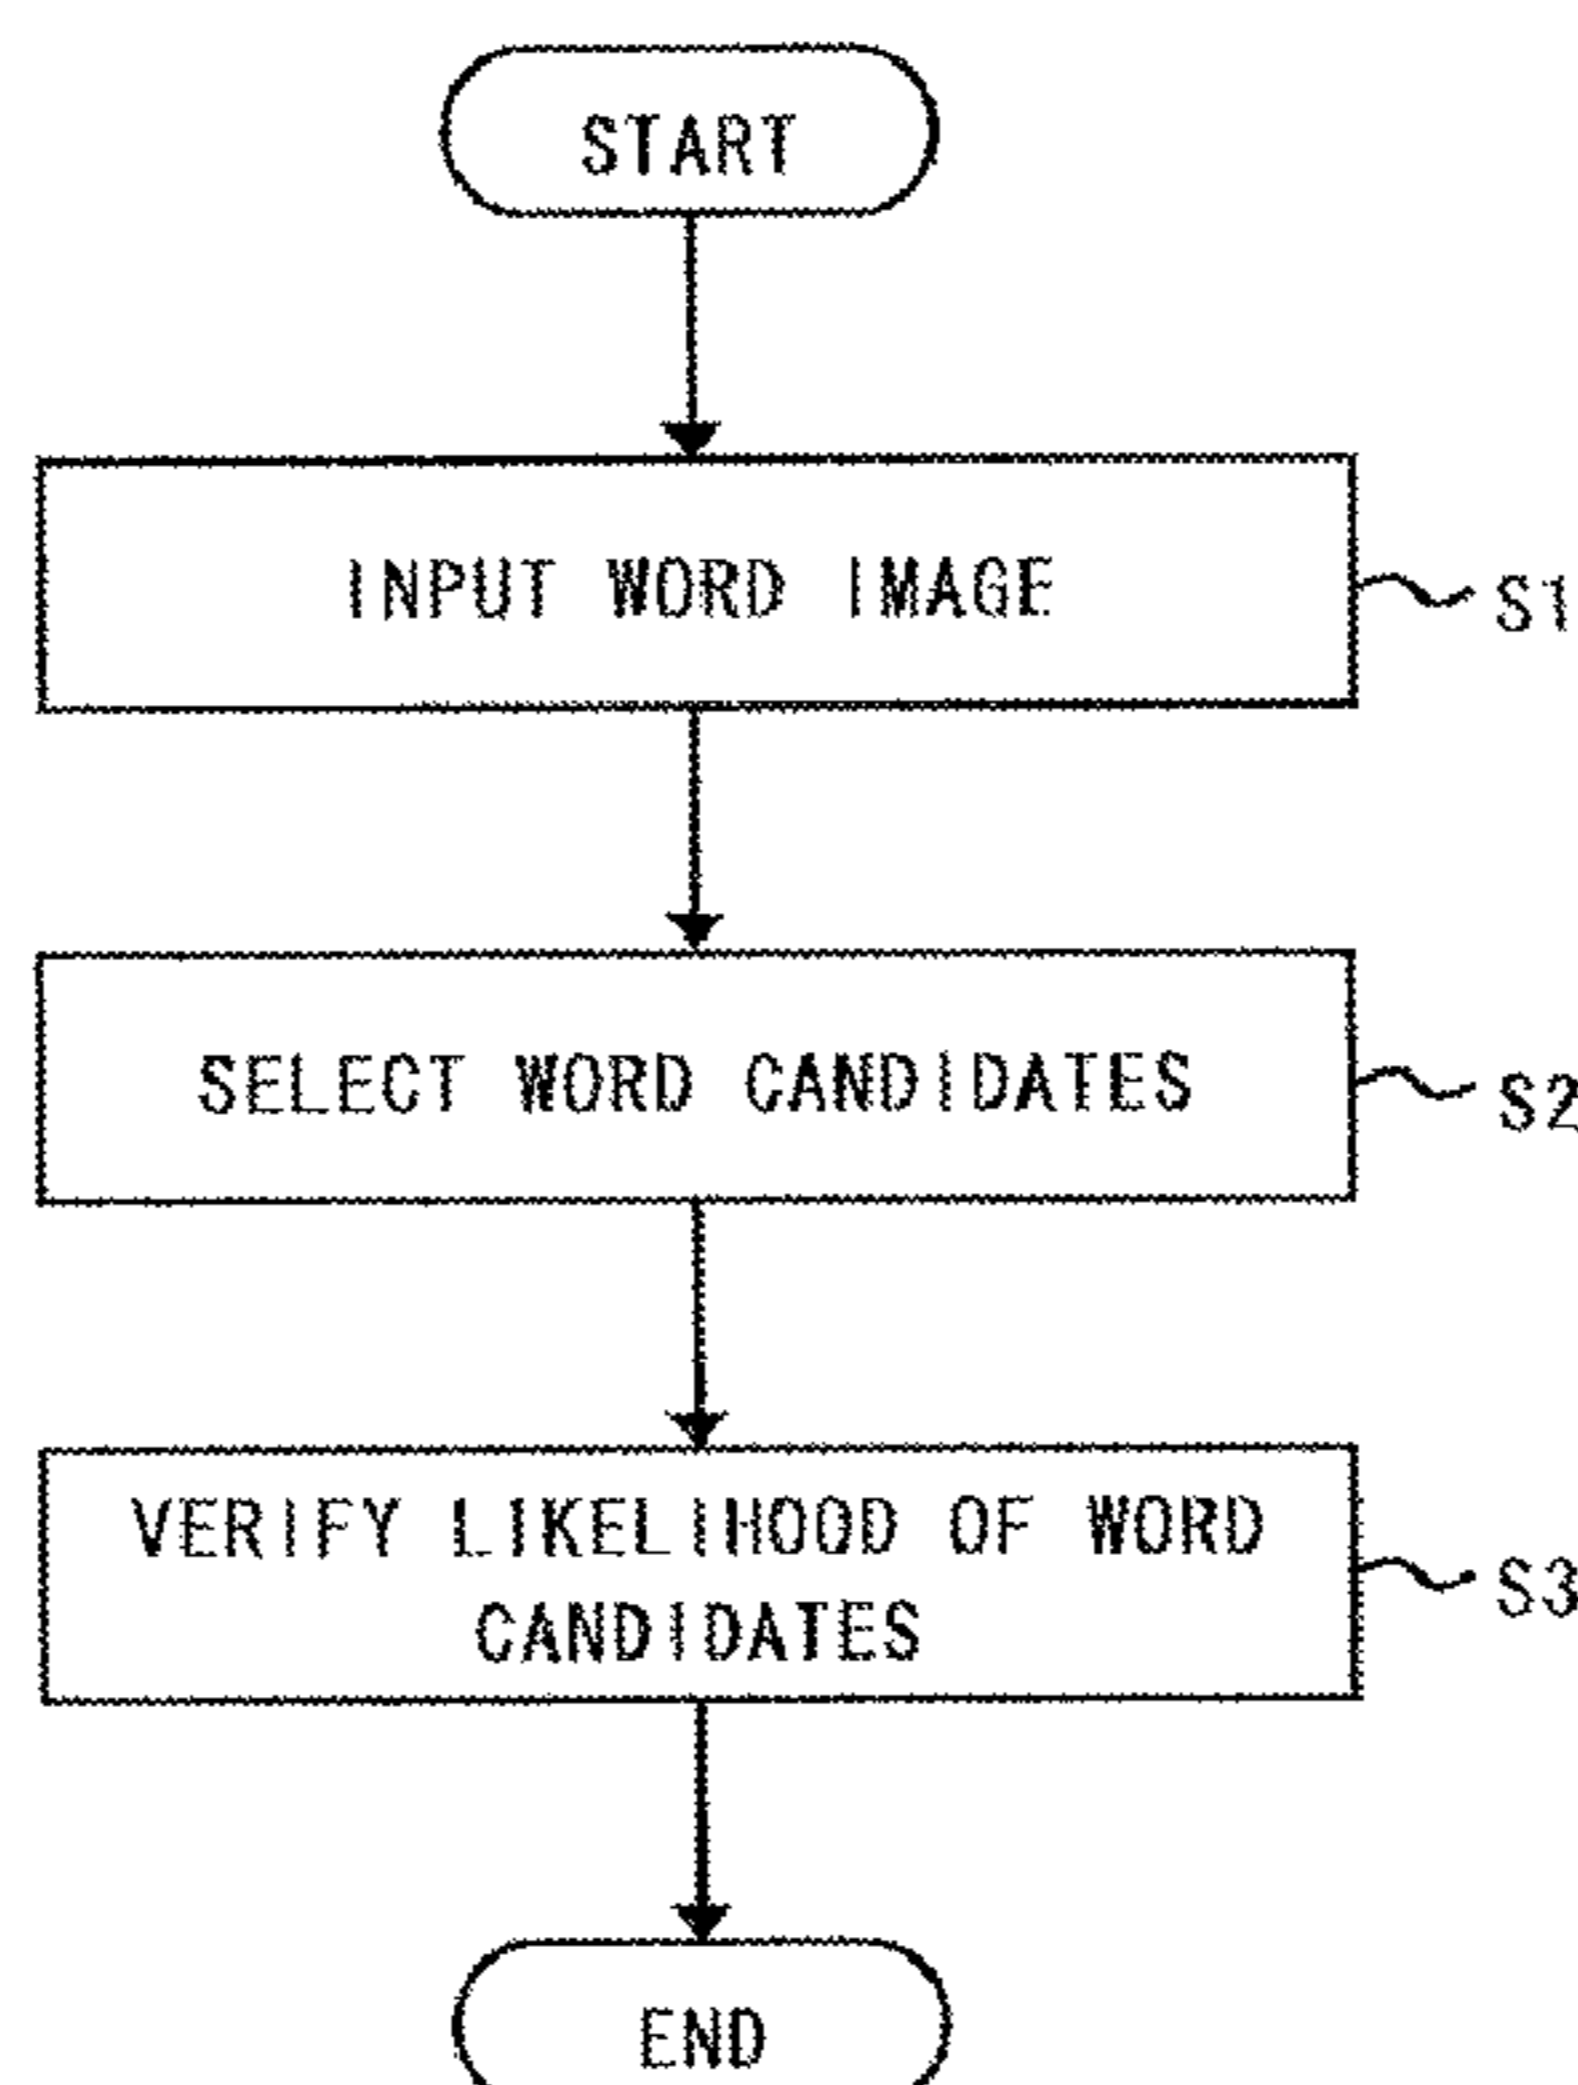 START
INPUT WORD IMAGE
S1
SELECT WORD CANDIDATES
S2
VERIFY LIKELIHOOD OF WORD
CANDIDATES
S3
END